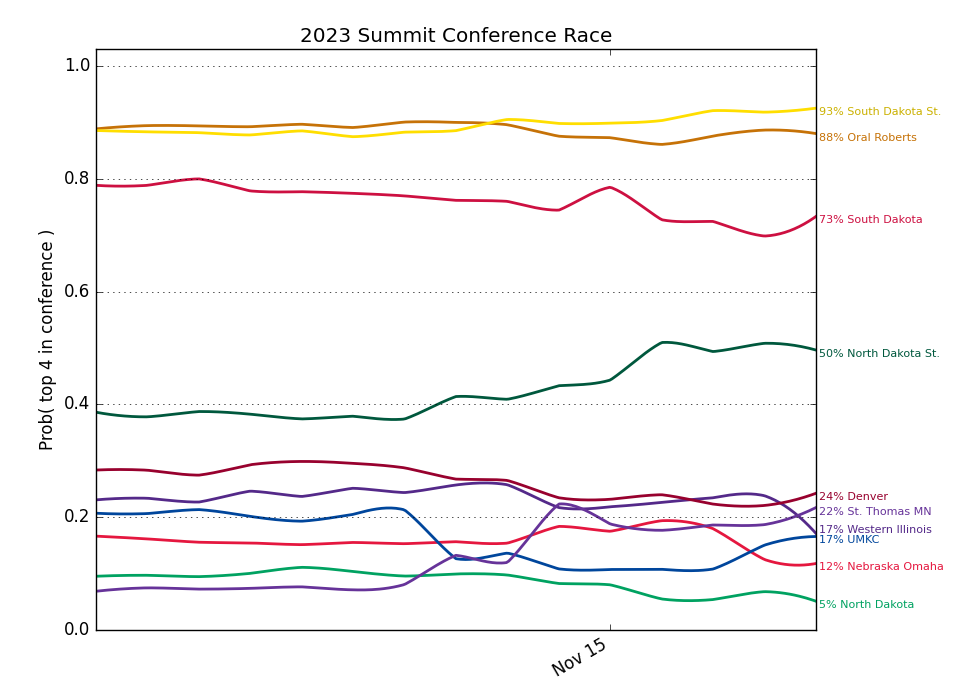 2023 Summit Conference Race
1.0
0.8
0.6
0.4
0.2
0.0
Prob( top 4 in conference )
Nov 15
93% South Dakota St.
88% Oral Roberts
73% South Dakota
50% North Dakota St.
24% Denver
22% St. Thomas MN
17% Western Illinois
17% UMKC
12% Nebraska Omaha
5% North Dakota